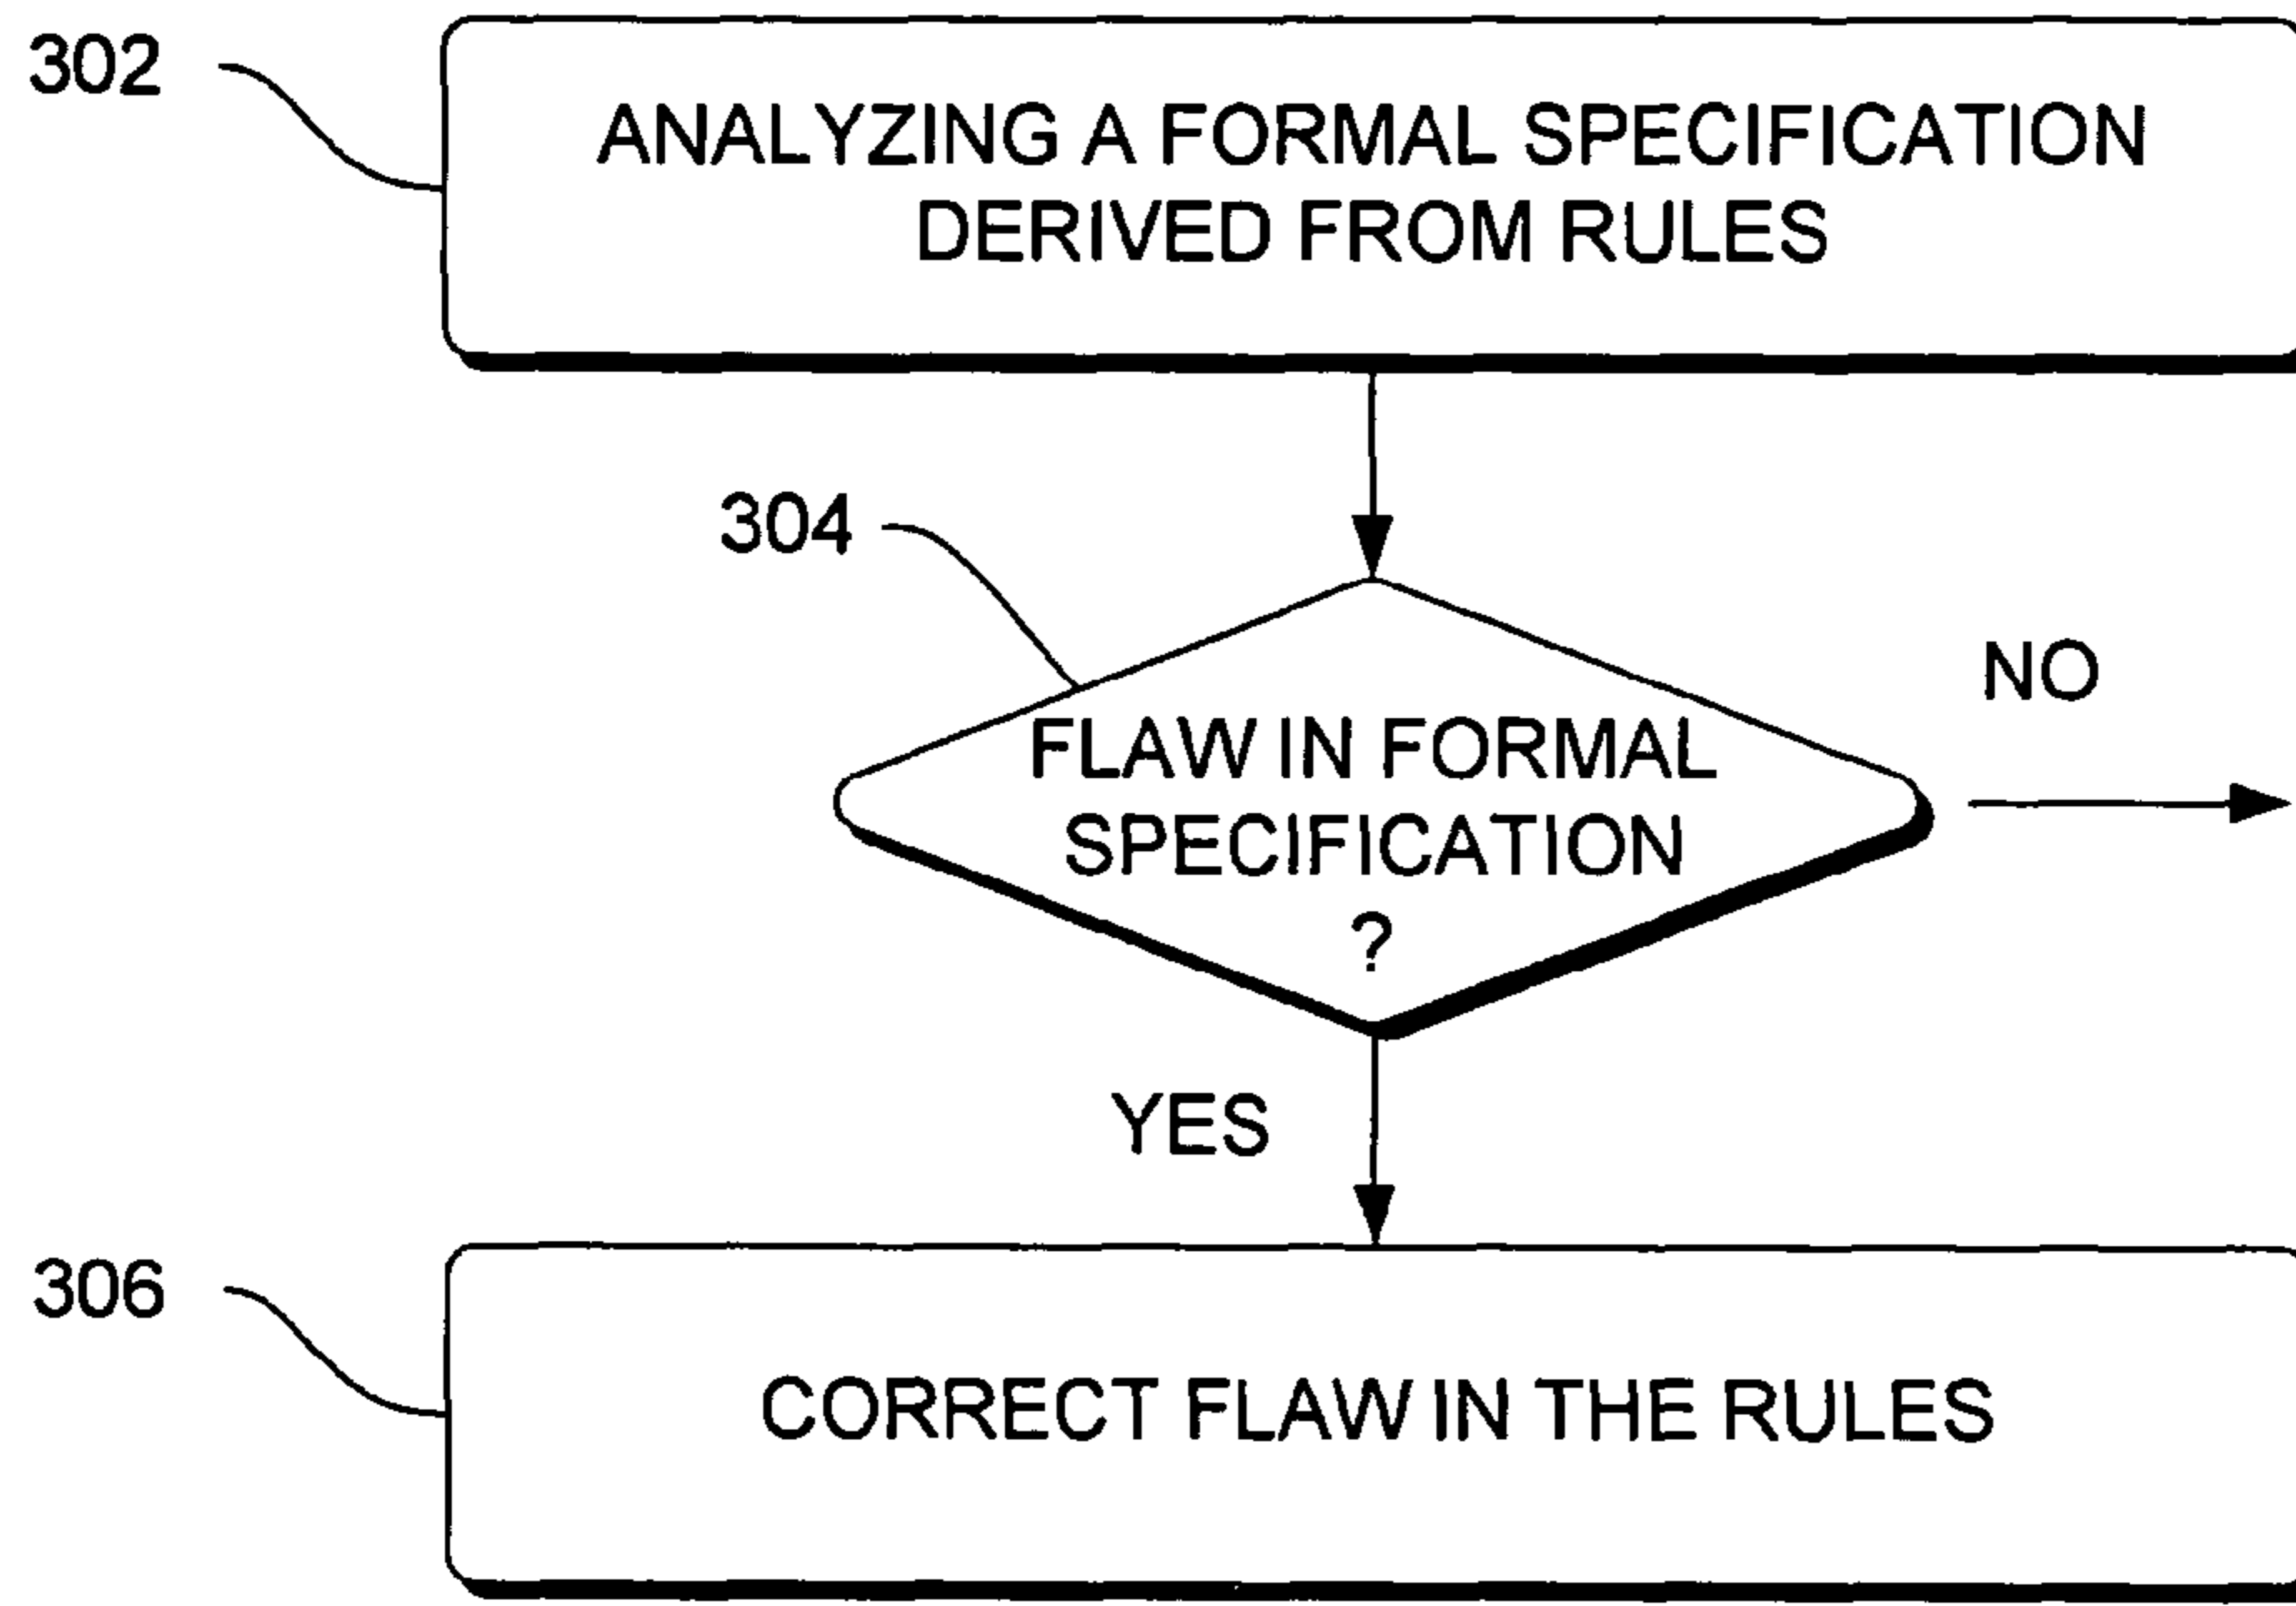 302
ANALYZING A FORMAL SPECIFICATION
DERIVED FROM RULES
304
NO
FLAW IN FORMAL
SPECIFICATION
?
YES
306
CORRECT FLAW IN THE RULES